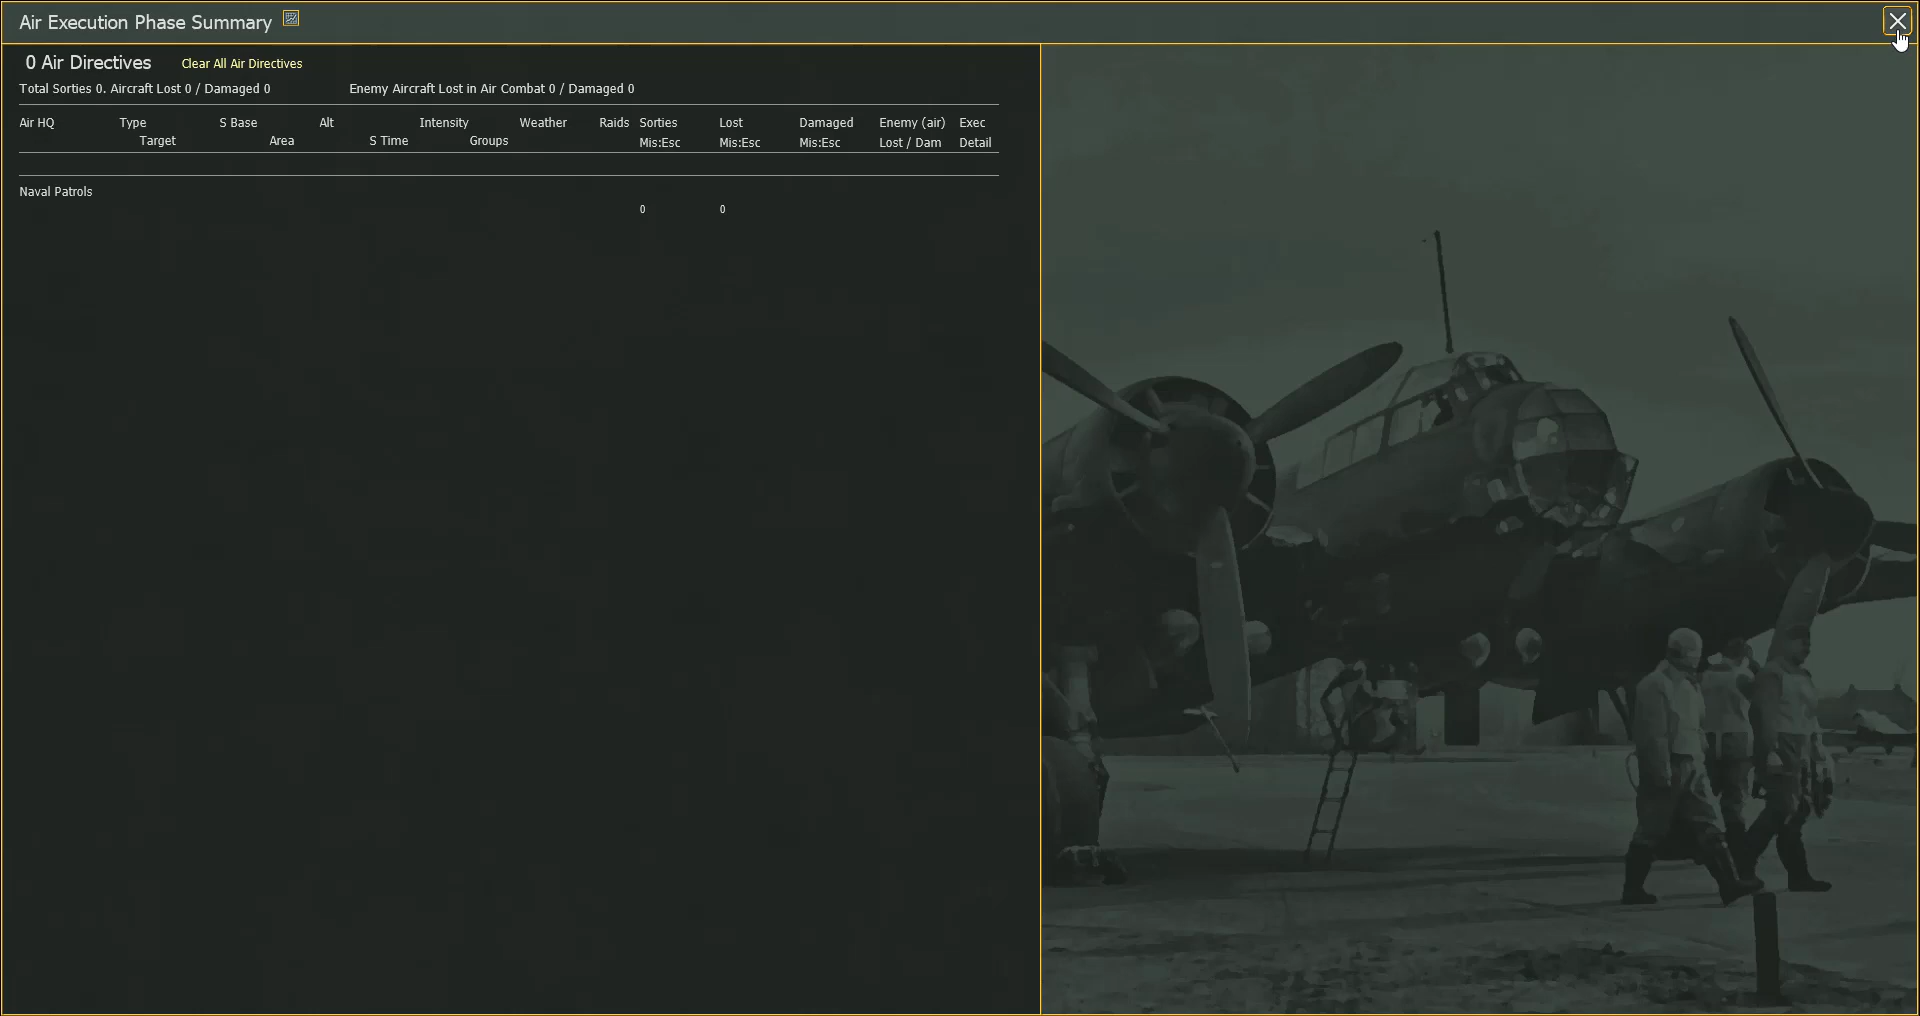 Air Execution Phase Summary
0 Air Directives Clear All Air Directives
Total Sorties 0. Aircraft Lost 0 / Damaged 0 Enemy Aircraft Lost in Air Combat 0 / Damaged 0
Air HQ Type S Base Alt Intensity Weather Raids Sorties Lost Damaged Enemy (air) Exec
Target Area S Time Groups Mis:Esc Mis:Esc Mis:Esc Lost / Dam Detail
Naval Patrols
0 0